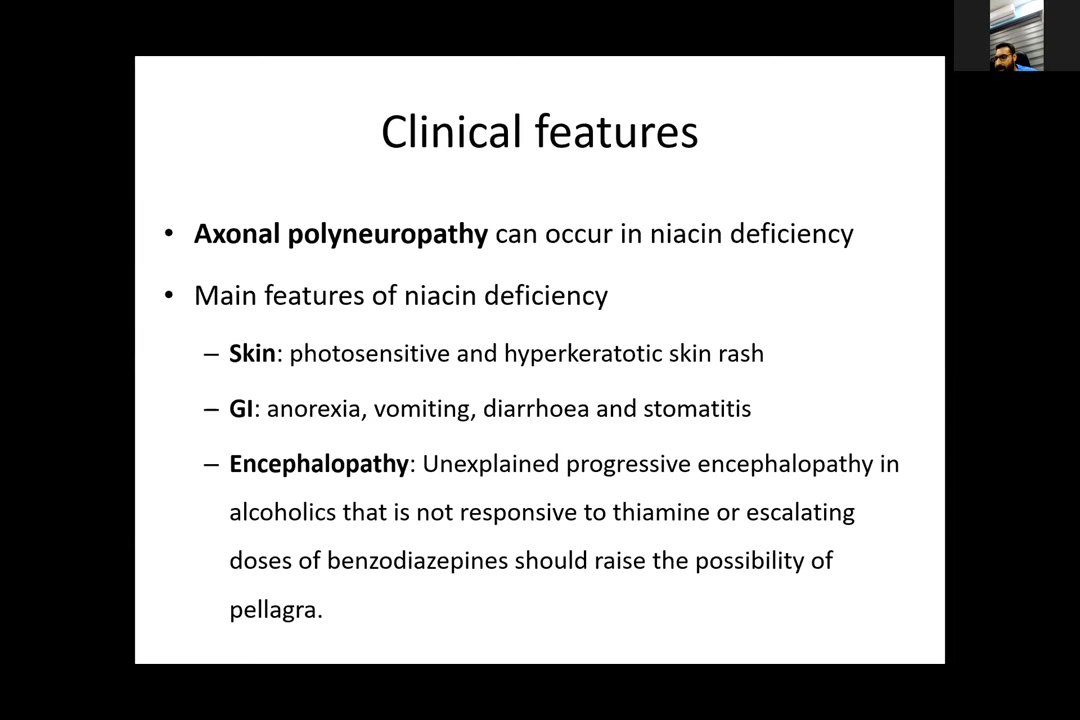 Clinical features
• Axonal polyneuropathy can occur in niacin deficiency
• Main features of niacin deficiency
– Skin: photosensitive and hyperkeratotic skin rash
– GI: anorexia, vomiting, diarrhoea and stomatitis
– Encephalopathy: Unexplained progressive encephalopathy in
alcoholics that is not responsive to thiamine or escalating
doses of benzodiazepines should raise the possibility of
pellagra.